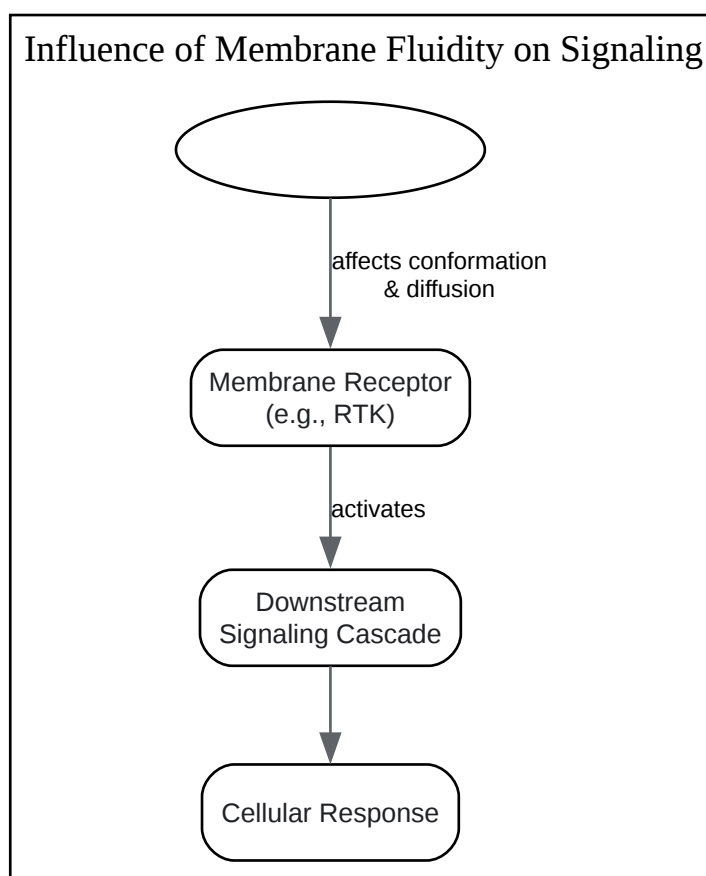 Influence of Membrane Fluidity on Signaling
affects conformation
& diffusion
Membrane Receptor
(e.g., RTK)
activates
Downstream
Signaling Cascade
Cellular Response